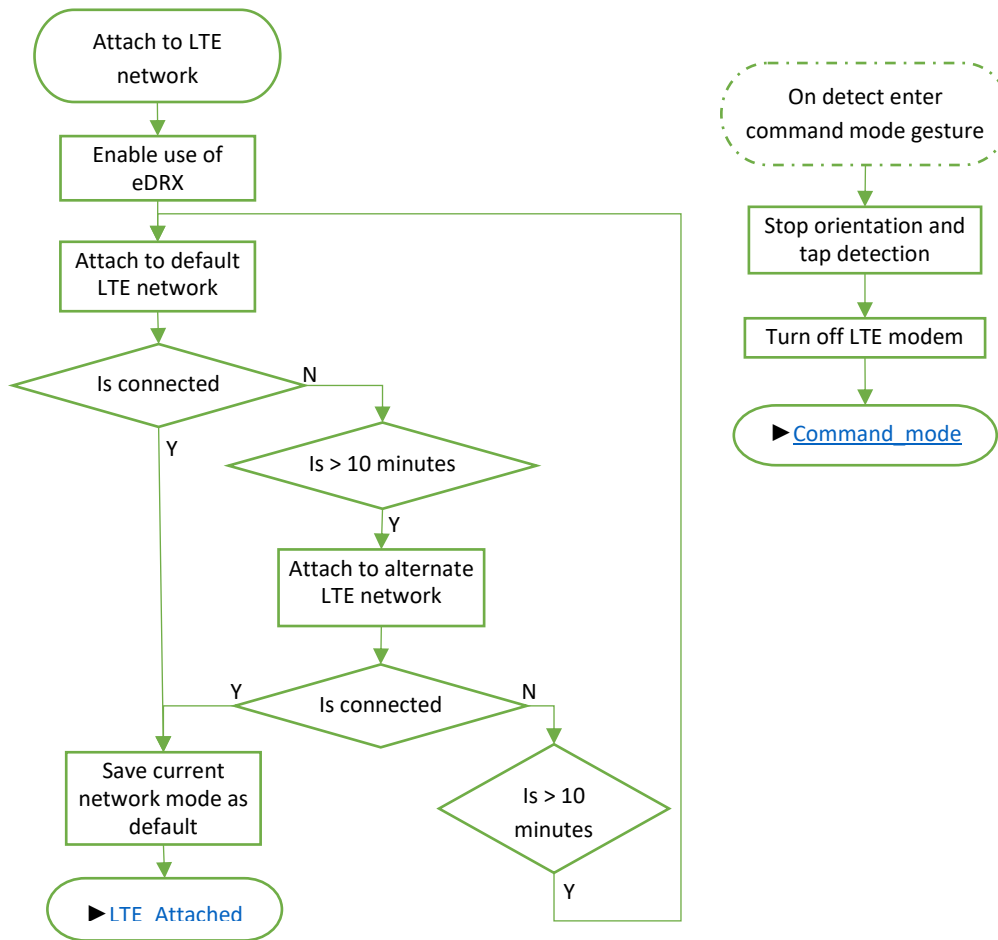 Attach to LTE
network
Enable use of
eDRX
Attach to default
LTE network
Is connected
N
Y
Is > 10 minutes
Y
Attach to alternate
LTE network
Y
Is connected
N
Save current
network mode as
default
Is > 10
minutes
Y
►LTE_Attached
On detect enter
command mode gesture
Stop orientation and
tap detection
Turn off LTE modem
►Command_mode